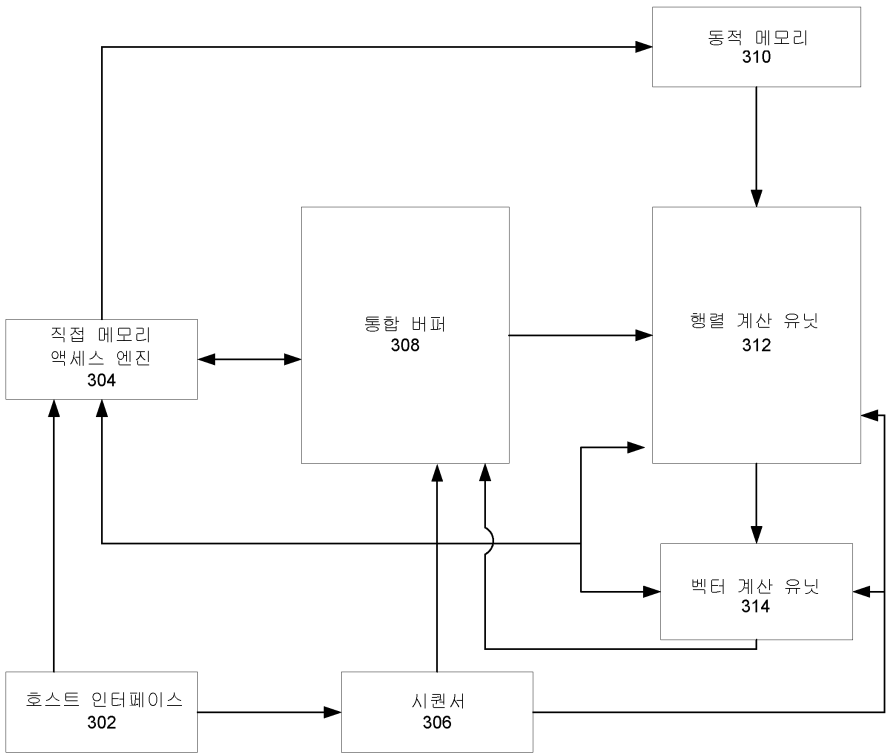 동적 메모리
310
통합 버퍼
308
행렬 계산 유닛
312
직접 메모리
액세스 엔진
304
벡터 계산 유닛
314
호스트 인터페이스
302
시퀀서
306